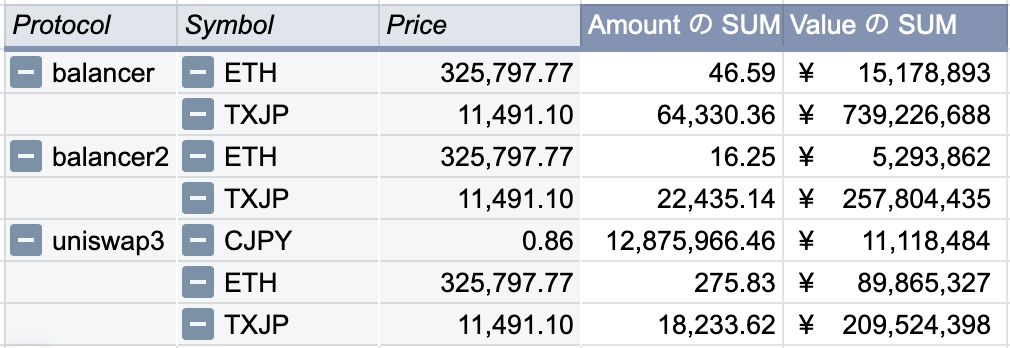 Protocol Symbol Price Amount の SUM Value の SUM
balancer ETH 325,797.77 46.59 ¥ 15,178,893
TXJP 11,491.10 64,330.36 ¥ 739,226,688
balancer2 ETH 325,797.77 16.25 ¥ 5,293,862
TXJP 11,491.10 22,435.14 ¥ 257,804,435
uniswap3 CJPY 0.86 12,875,966.46 ¥ 11,118,484
ETH 325,797.77 275.83 ¥ 89,865,327
TXJP 11,491.10 18,233.62 ¥ 209,524,398